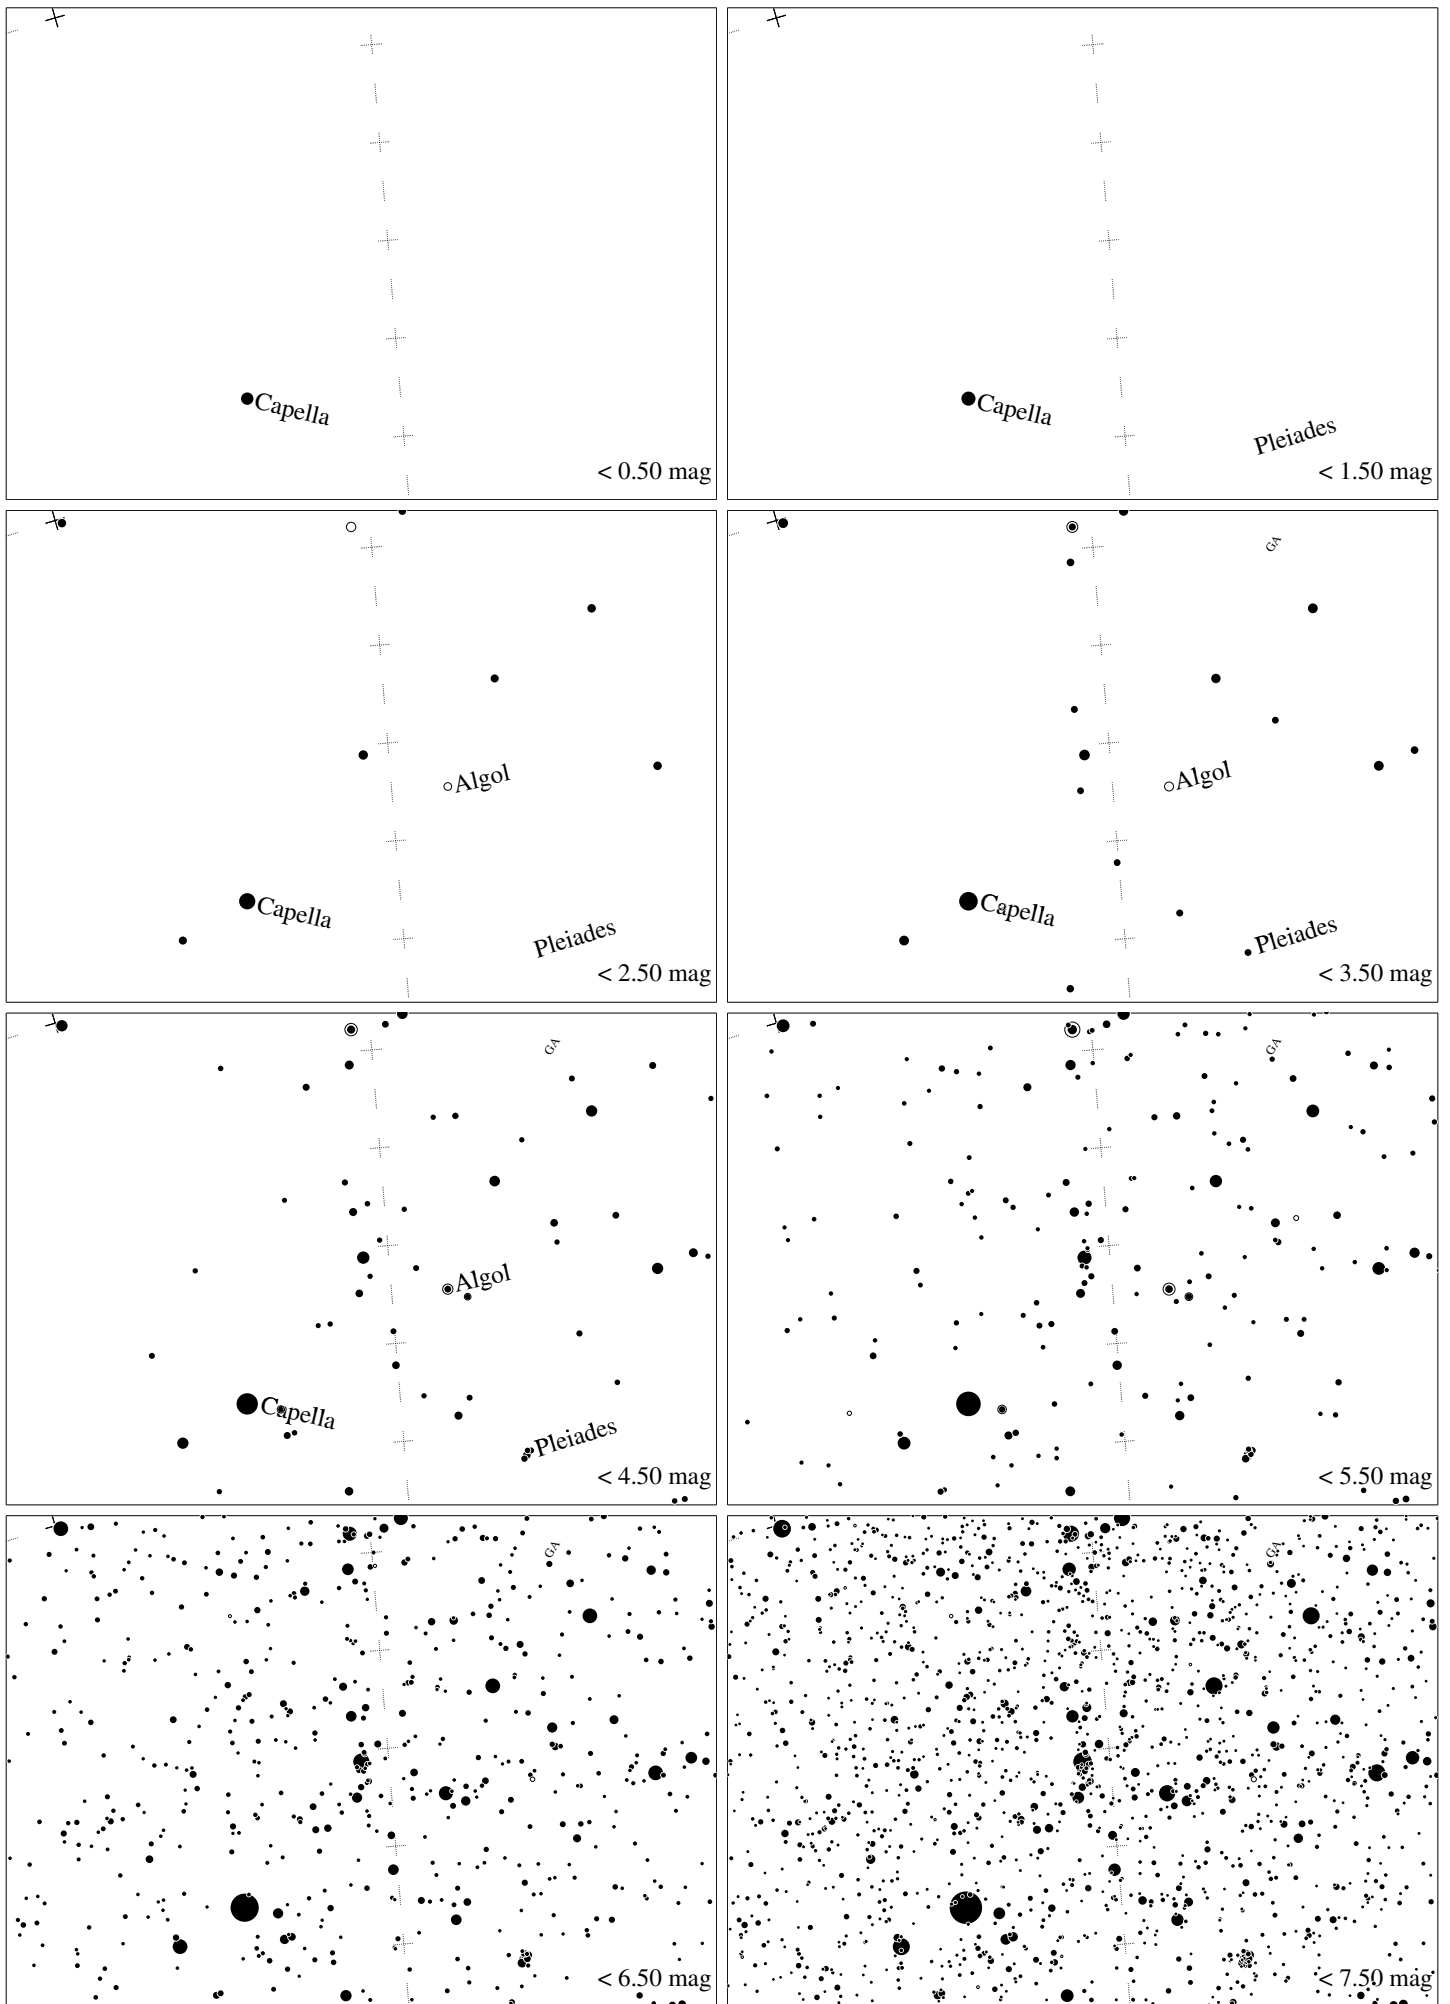 Capella
< 0.50 mag
Capella
Pleiades
< 1.50 mag
Algol
Capella
Pleiades
< 2.50 mag
GA
Algol
Capella
Pleiades
< 3.50 mag
GA
Algol
Capella
Pleiades
< 4.50 mag
GA
< 5.50 mag
GA
< 6.50 mag
GA
< 7.50 mag